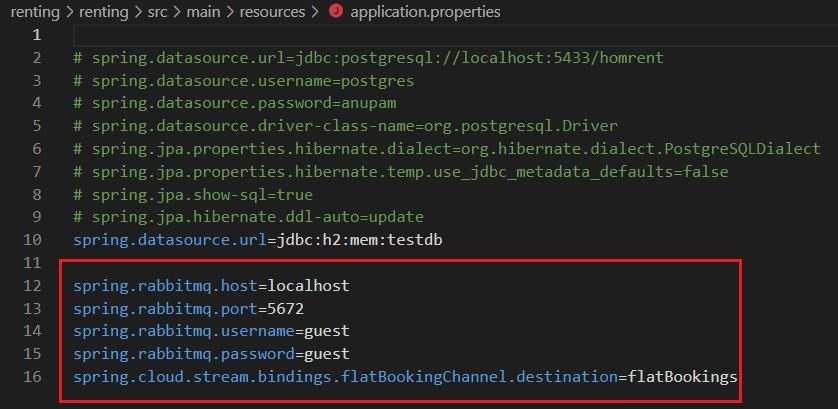 renting > renting > src > main > resources > application.properties
1
2 # spring.datasource.url=jdbc:postgresql://localhost:5433/homrent
3 # spring.datasource.username=postgres
4 # spring.datasource.password=anupam
5 # spring.datasource.driver-class-name=org.postgresql.Driver
6 # spring.jpa.properties.hibernate.dialect=org.hibernate.dialect.PostgreSQLDialect
7 # spring.jpa.properties.hibernate.temp.use_jdbc_metadata_defaults=false
8 # spring.jpa.show-sql=true
9 # spring.jpa.hibernate.ddl-auto=update
10 spring.datasource.url=jdbc:h2:mem:testdb
11
12 spring.rabbitmq.host=localhost
13 spring.rabbitmq.port=5672
14 spring.rabbitmq.username=guest
15 spring.rabbitmq.password=guest
16 spring.cloud.stream.bindings.flatBookingChannel.destination=flatBookings